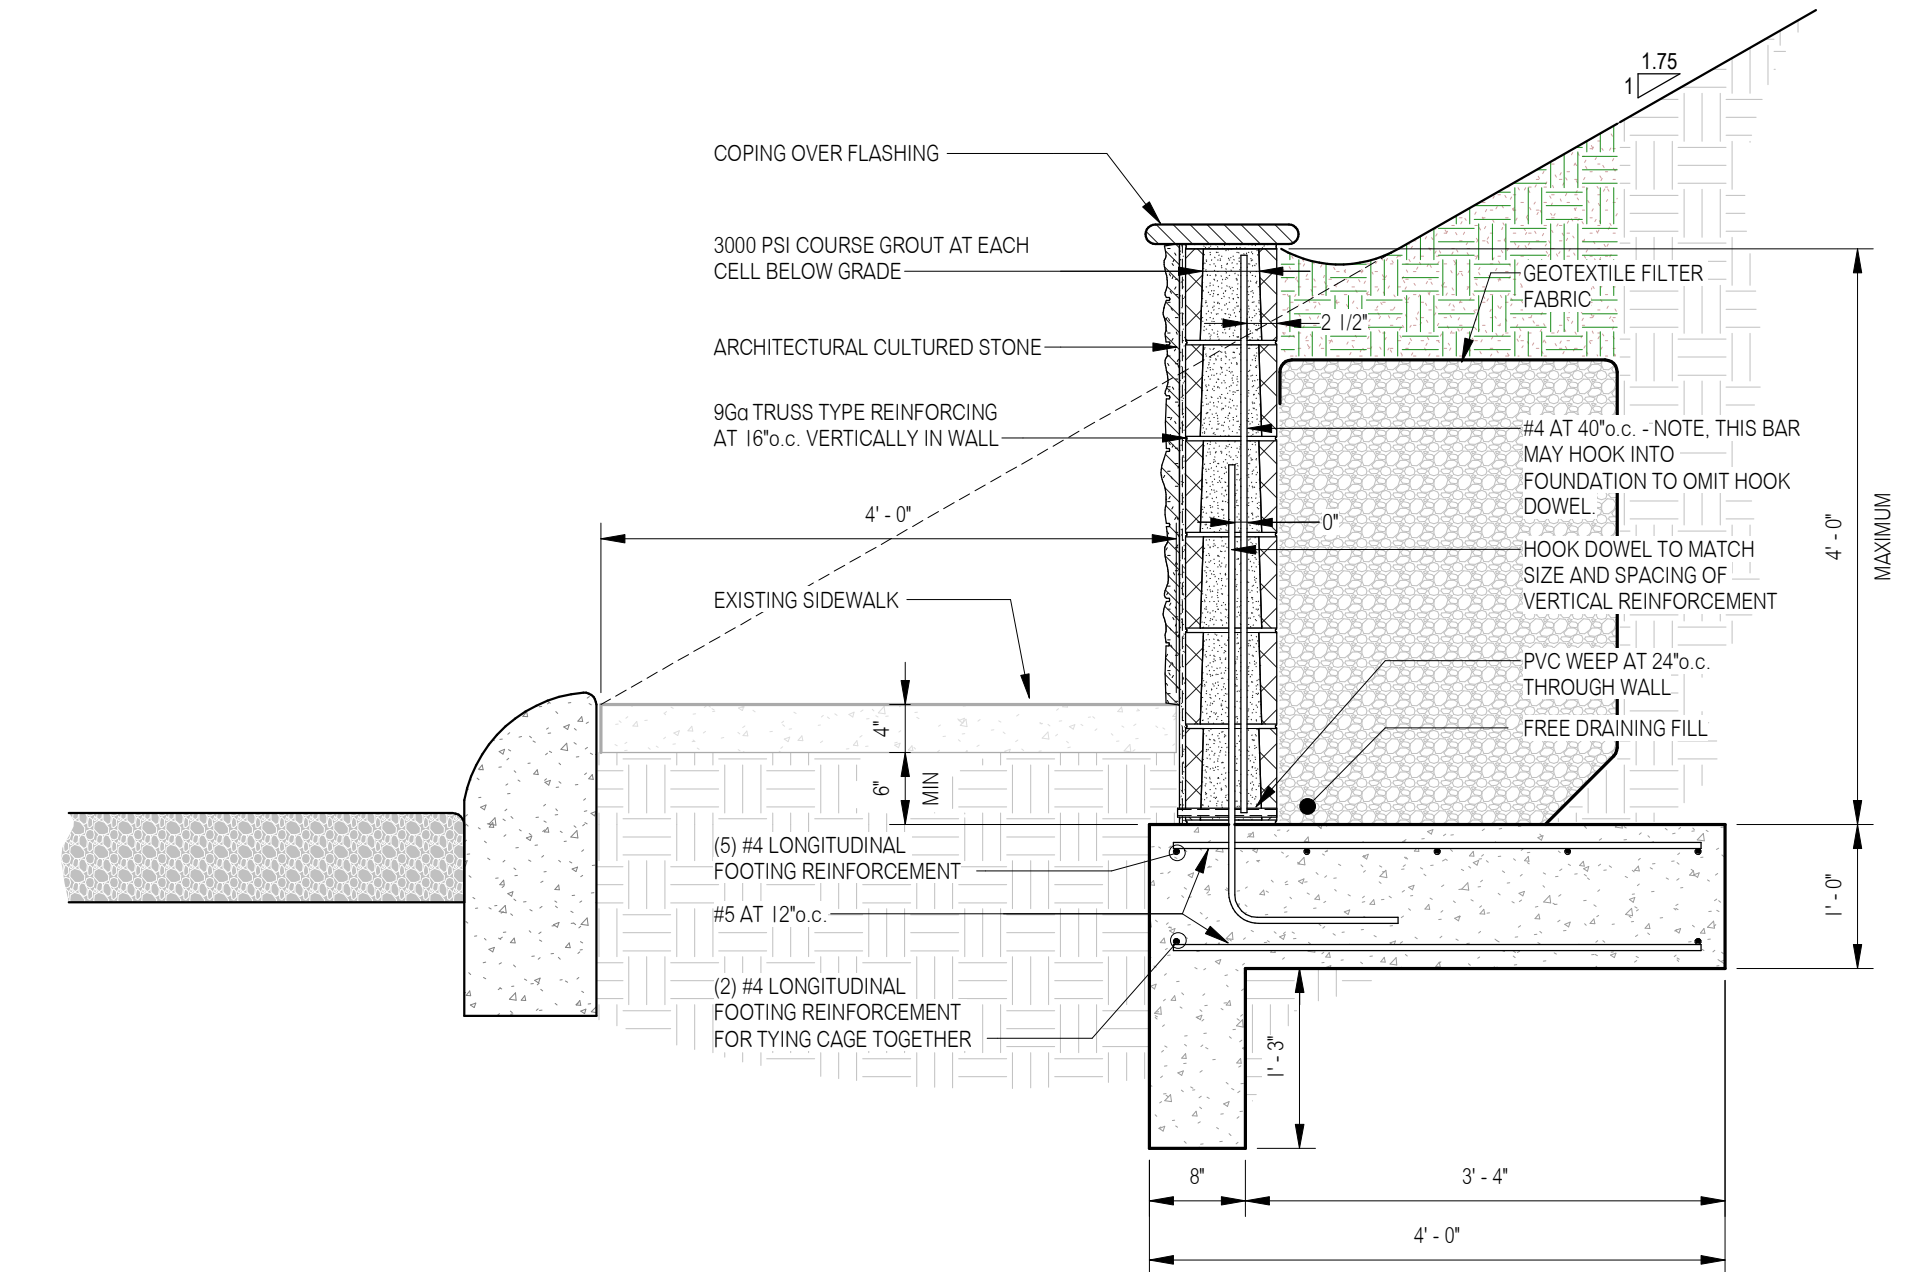 1.75
1
COPING OVER FLASHING
3000 PSI COURSE GROUT AT EACH
CELL BELOW GRADE
GEOTEXTILE FILTER
FABRIC
2 1/2"
ARCHITECTURAL CULTURED STONE
9Ga TRUSS TYPE REINFORCING
AT 16"o.c. VERTICALLY IN WALL
#4 AT 40"o.c. - NOTE, THIS BAR
MAY HOOK INTO
FOUNDATION TO OMIT HOOK
DOWEL.
4' - 0"
0"
4' - 0"
MAXIMUM
HOOK DOWEL TO MATCH
SIZE AND SPACING OF
VERTICAL REINFORCEMENT
EXISTING SIDEWALK
PVC WEEP AT 24"o.c.
THROUGH WALL
FREE DRAINING FILL
4"
6"
MIN
(5) #4 LONGITUDINAL
FOOTING REINFORCEMENT
#5 AT 12"o.c.
1' - 0"
(2) #4 LONGITUDINAL
FOOTING REINFORCEMENT
FOR TYING CAGE TOGETHER
1' - 3"
8"
3' - 4"
4' - 0"